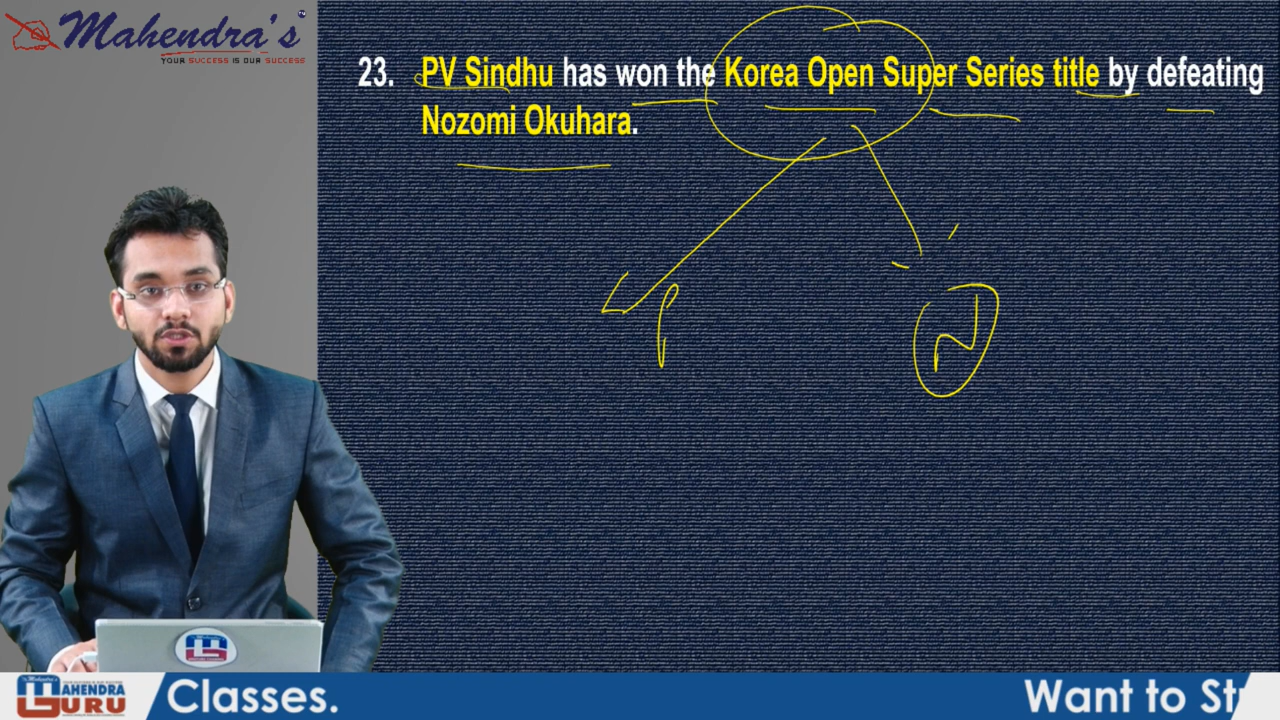 Mahendra's
YOUR SUCCESS IS OUR SUCCESS
23. PV Sindhu has won the Korea Open Super Series title by defeating
Nozomi Okuhara.
P
N
MAHENDRA
GURU
Classes.
Want to St